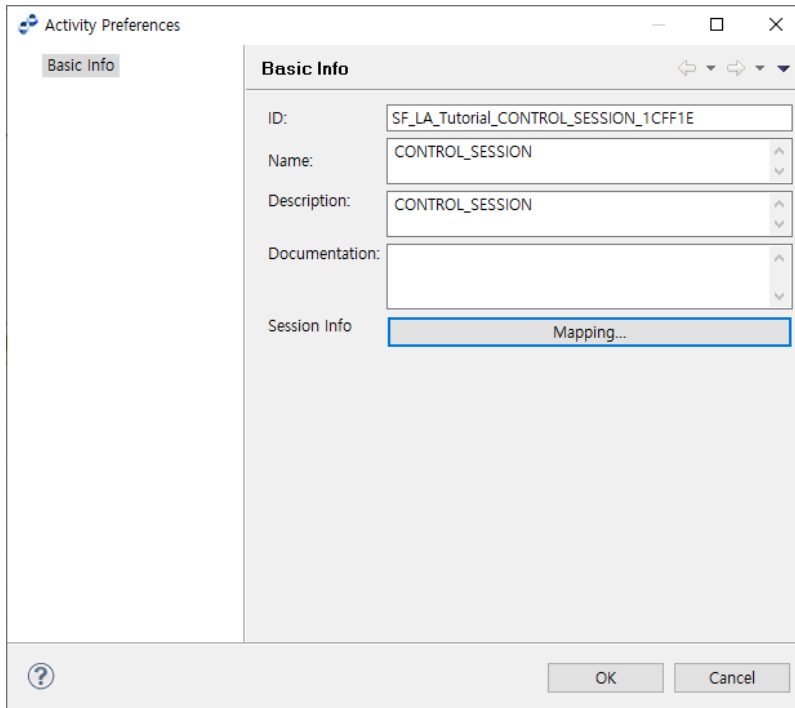 Activity Preferences
Basic Info
Basic Info
ID:
SF_LA_Tutorial_CONTROL_SESSION_1CFF1E
Name:
CONTROL_SESSION
Description:
CONTROL_SESSION
Documentation:
Session Info
Mapping...
OK
Cancel